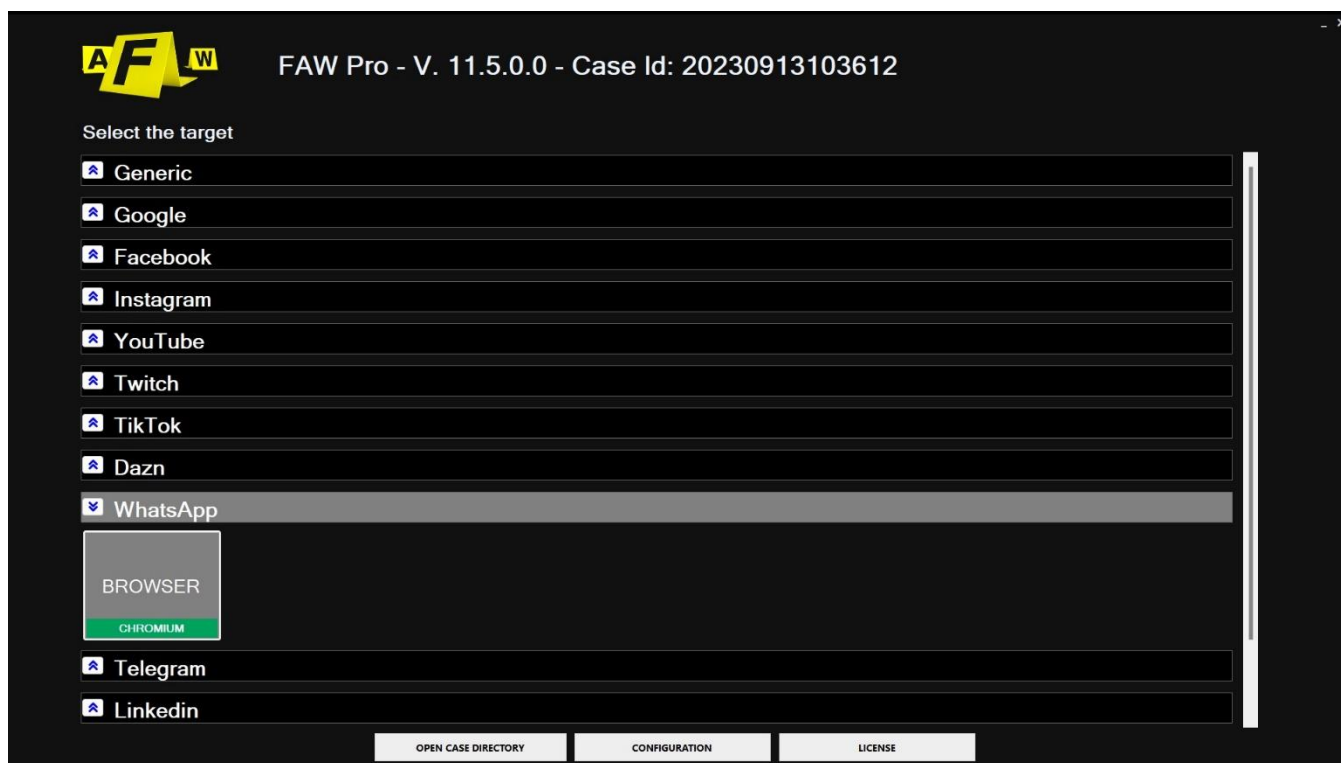 A F W
FAW Pro - V. 11.5.0.0 - Case Id: 20230913103612
Select the target
Generic
Google
Facebook
Instagram
YouTube
Twitch
TikTok
Dazn
WhatsApp
BROWSER
CHROMIUM
Telegram
Linkedin
OPEN CASE DIRECTORY CONFIGURATION LICENSE